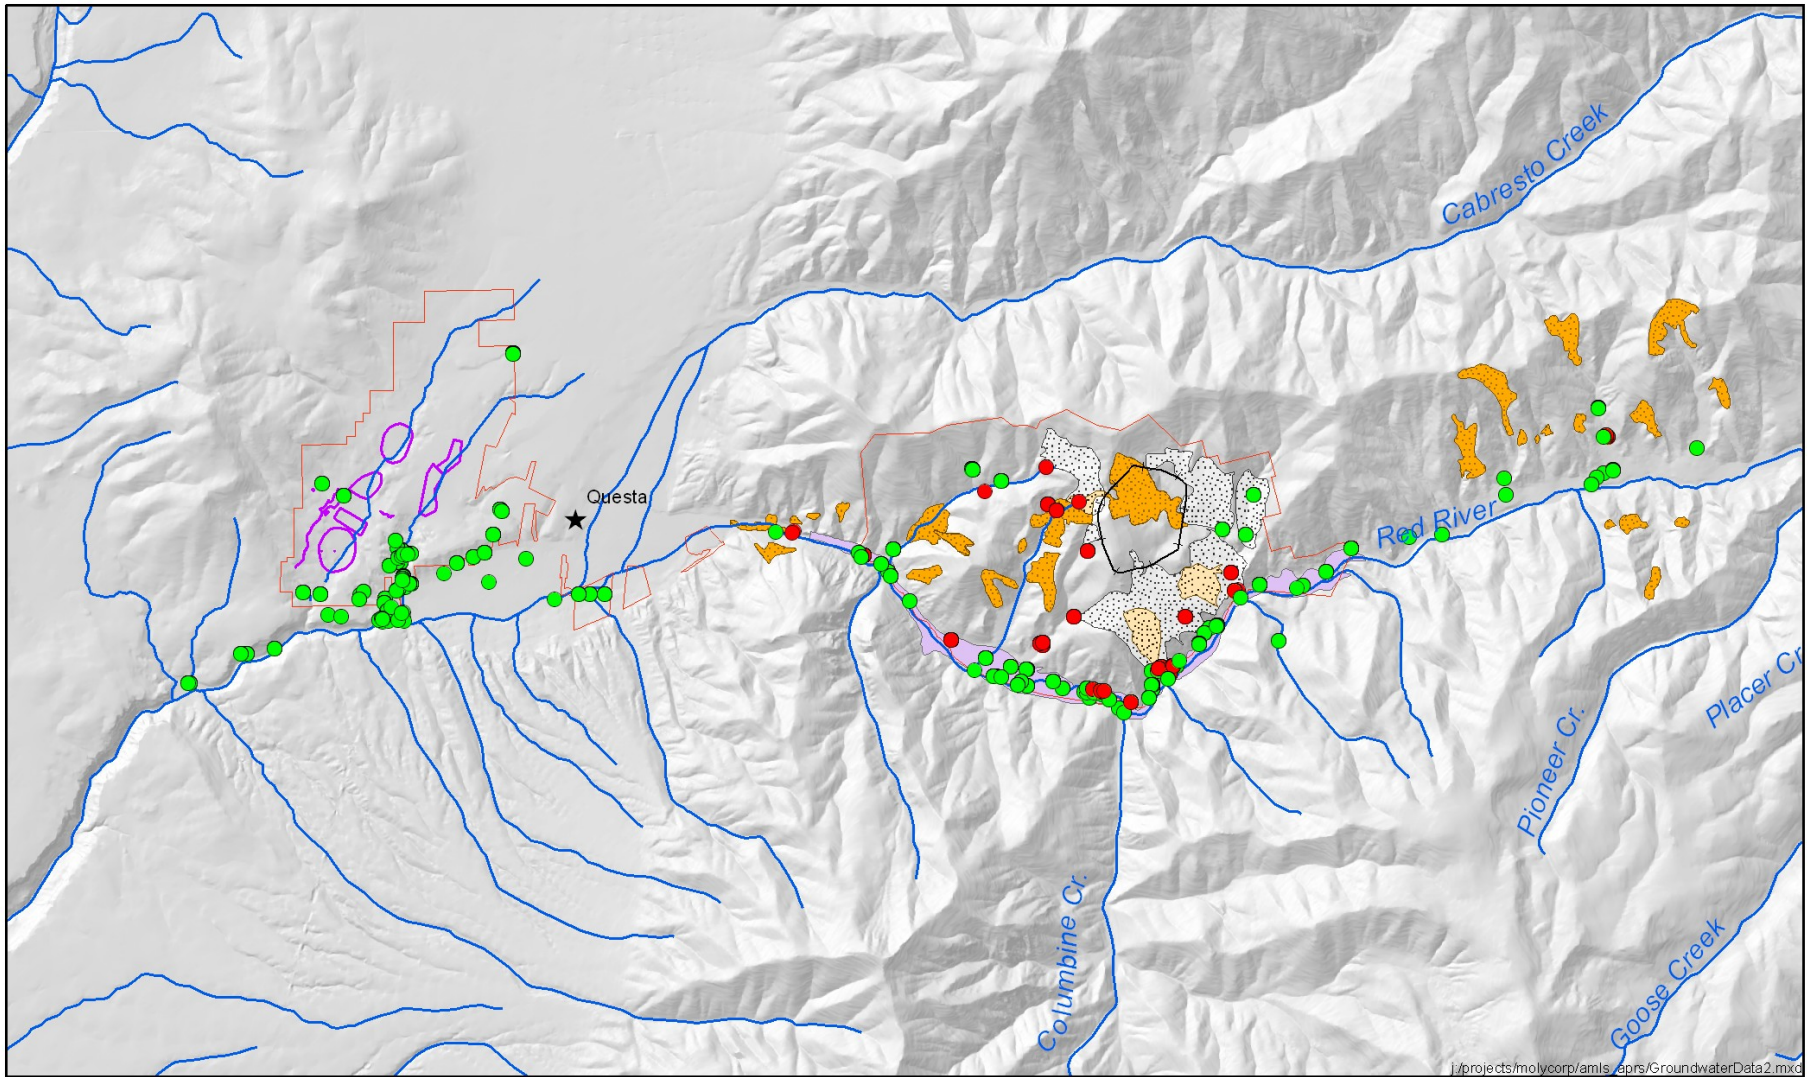 Cabresto Creek
Questa
Red River
Placer Cr
Pioneer Cr.
Columbine Cr.
Goose Creek
j:/projects/molycorp/amls_aprs/GroundwaterData2.mxd